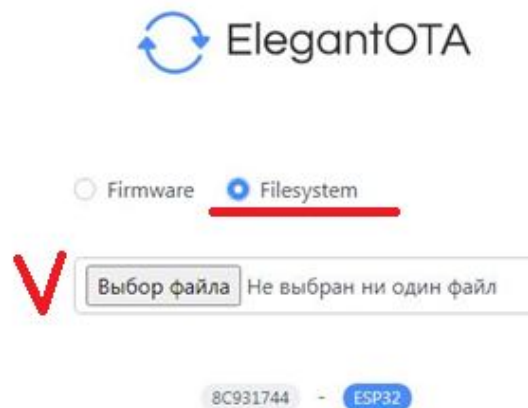 ElegantOTA
Firmware Filesystem
Выбор файла Не выбран ни один файл
8C931744 - ESP32